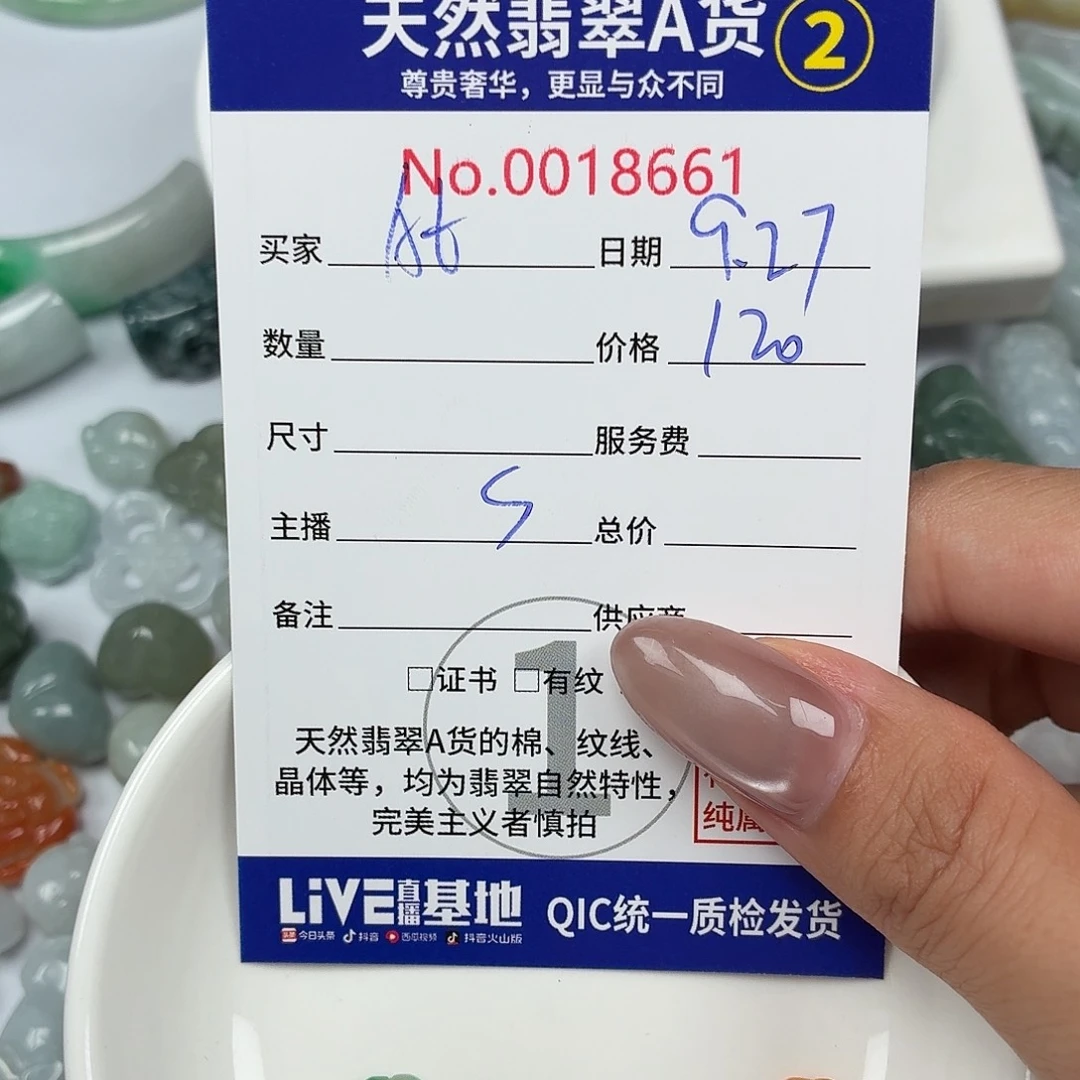 天然翡翠A货 2
尊贵奢华，更显与众不同
No.0018661
买家 日期 9.27
数量 价格 120
尺寸 服务费
主播 S 总价
备注 供应商
□证书 □有纹
1
天然翡翠A货的棉、纹线、
晶体等，均为翡翠自然特性，
完美主义者慎拍
纯属
LiVE直播基地 QIC统一质检发货
头条 今日头条 抖音 西瓜视频 抖音火山版